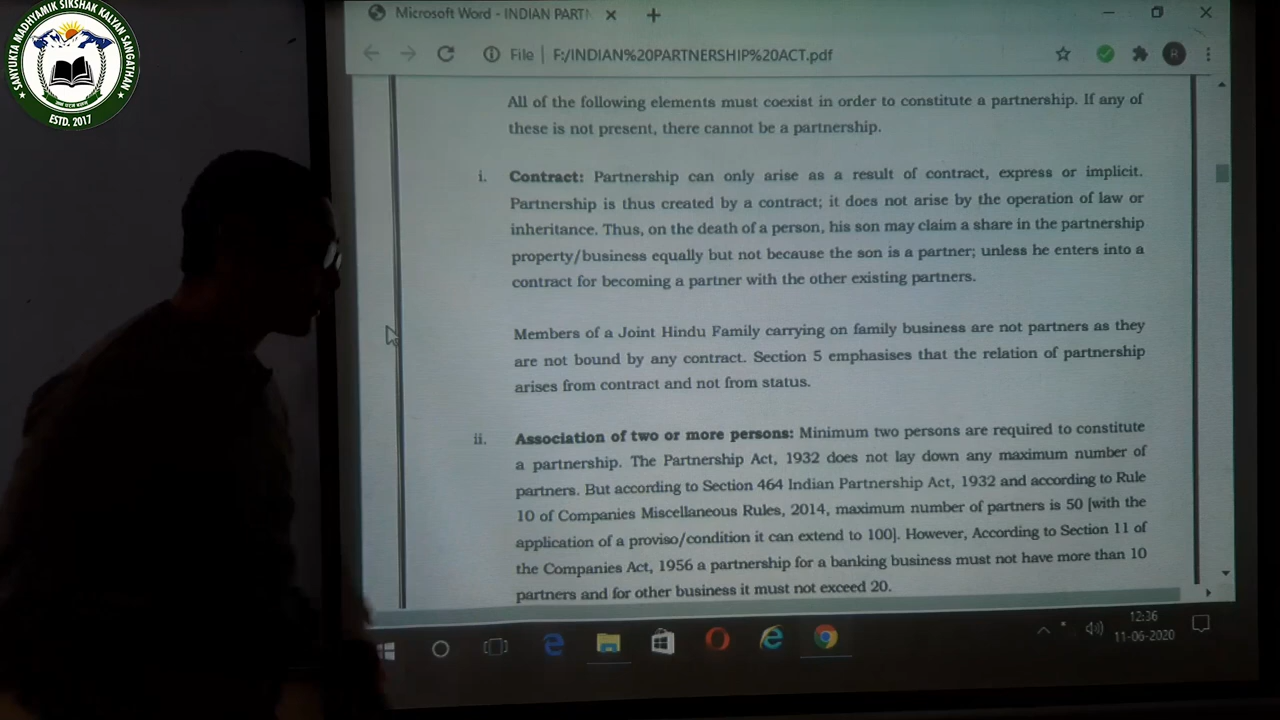 SANYUKTA MADHYAMIK SIKSHAK KALYAN SANGATHAN
ESTD. 2017
Microsoft Word - INDIAN PARTN
File F:/INDIAN%20PARTNERSHIP%20ACT.pdf
All of the following elements must coexist in order to constitute a partnership. If any of
these is not present, there cannot be a partnership.
i. Contract: Partnership can only arise as a result of contract, express or implicit.
Partnership is thus created by a contract; it does not arise by the operation of law or
inheritance. Thus, on the death of a person, his son may claim a share in the partnership
property/business equally but not because the son is a partner; unless he enters into a
contract for becoming a partner with the other existing partners.
Members of a Joint Hindu Family carrying on family business are not partners as they
are not bound by any contract. Section 5 emphasises that the relation of partnership
arises from contract and not from status.
ii. Association of two or more persons: Minimum two persons are required to constitute
a partnership. The Partnership Act, 1932 does not lay down any maximum number of
partners. But according to Section 464 Indian Partnership Act, 1932 and according to Rule
10 of Companies Miscellaneous Rules, 2014, maximum number of partners is 50 [with the
application of a proviso/condition it can extend to 100]. However, According to Section 11 of
the Companies Act, 1956 a partnership for a banking business must not have more than 10
partners and for other business it must not exceed 20.
12:36
11-06-2020